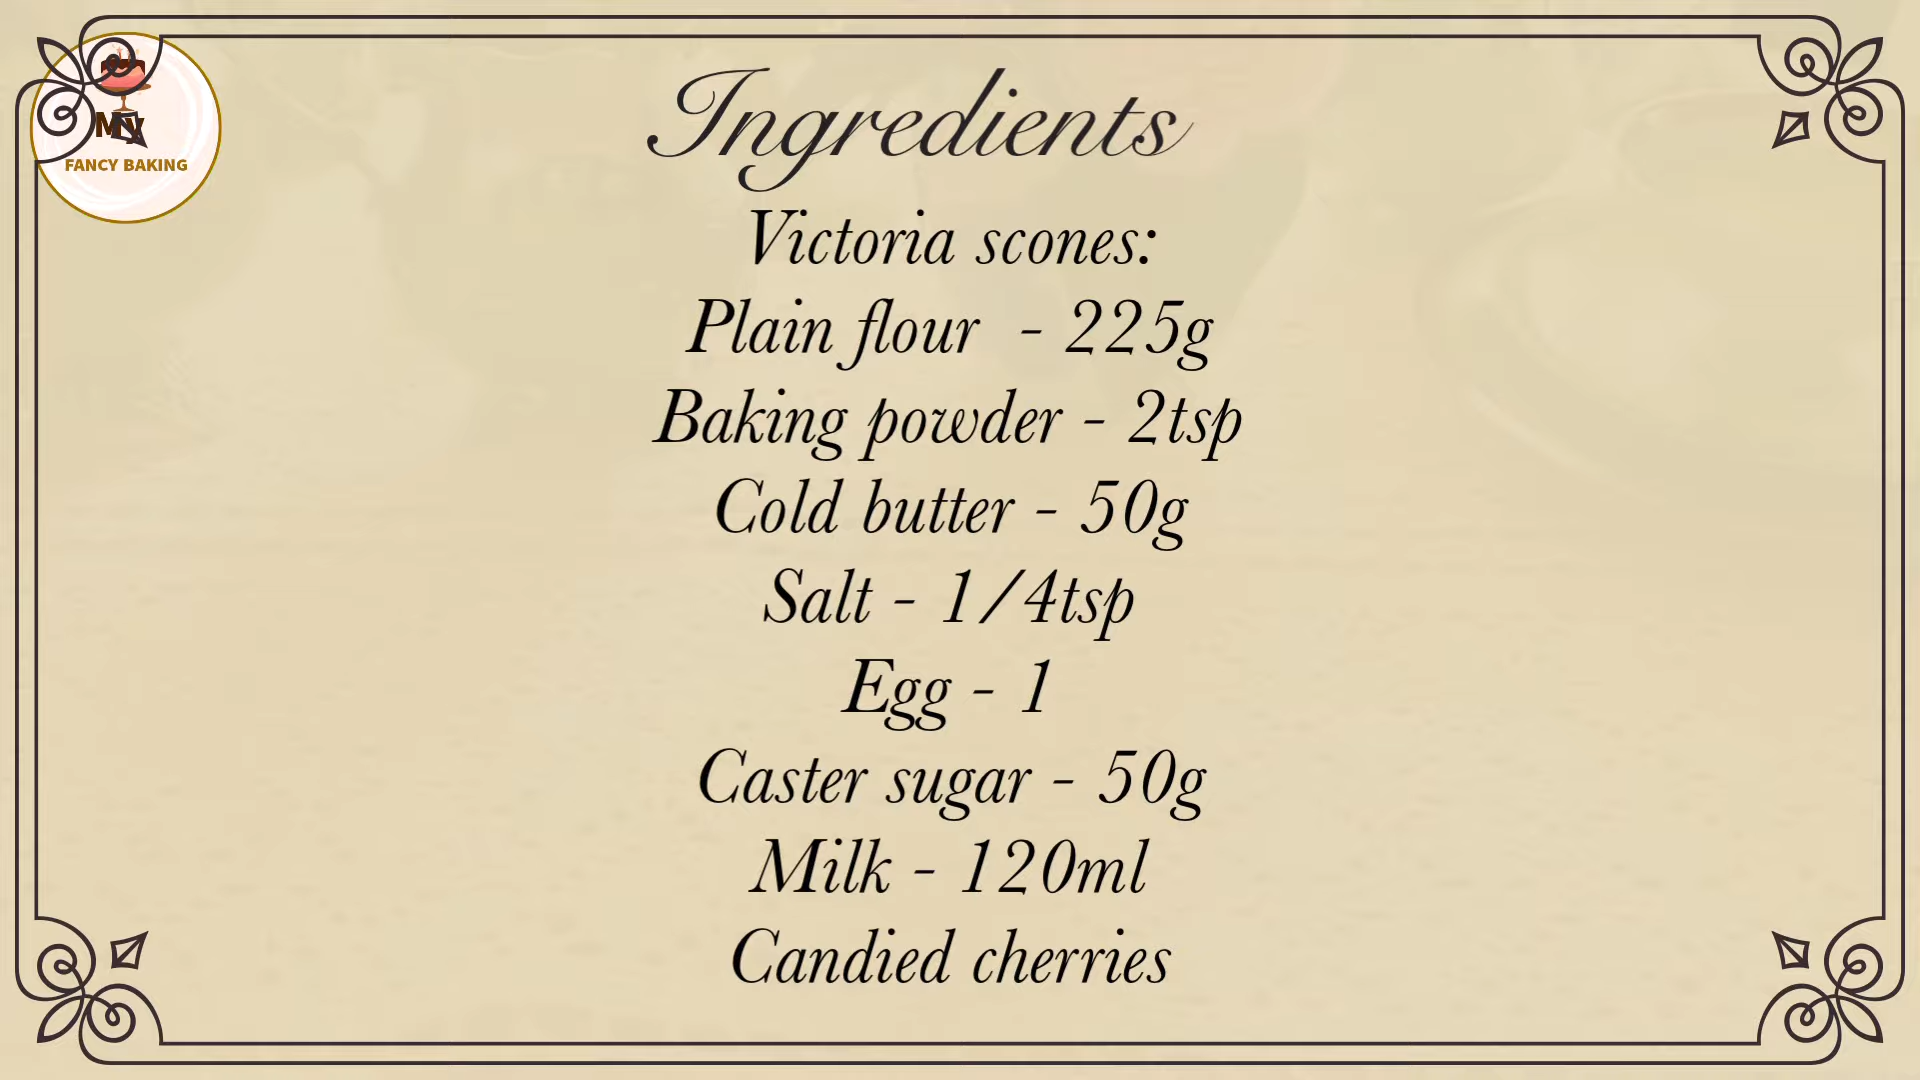 My
FANCY BAKING
Ingredients
Victoria scones:
Plain flour - 225g
Baking powder - 2tsp
Cold butter - 50g
Salt - 1/4tsp
Egg - 1
Caster sugar - 50g
Milk - 120ml
Candied cherries